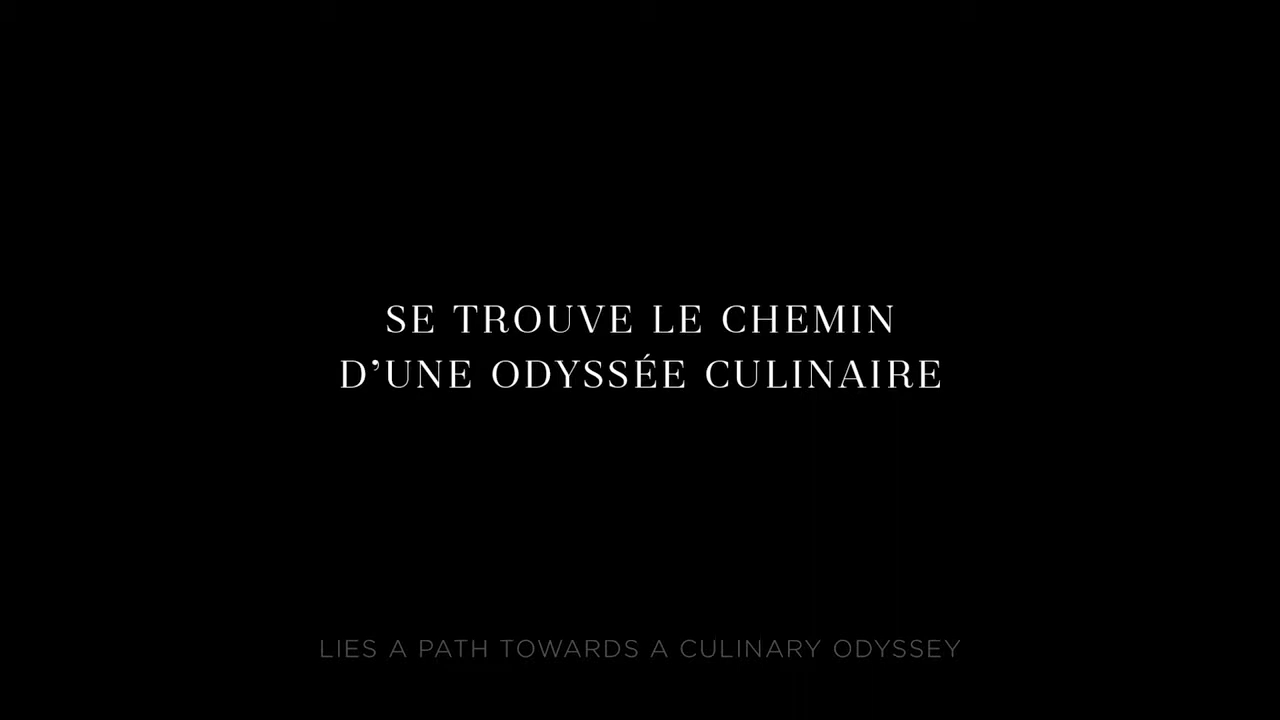 SE TROUVE LE CHEMIN
D’UNE ODYSSÉE CULINAIRE
LIES A PATH TOWARDS A CULINARY ODYSSEY